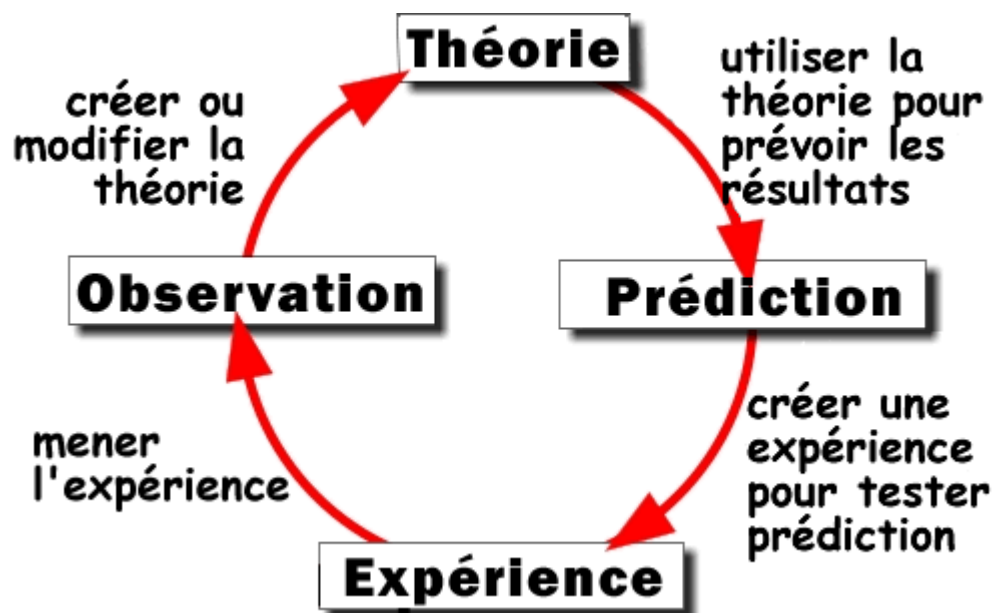 Théorie
utiliser la
théorie pour
prévoir les
résultats
Prédiction
créer une
expérience
pour tester
prédiction
Expérience
mener
l'expérience
Observation
créer ou
modifier la
théorie